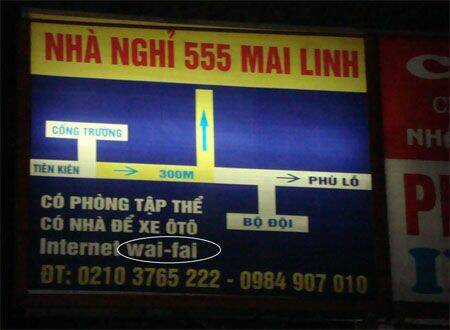 NHÀ NGHỈ 555 MAI LINH
CỔNG TRƯỜNG
TIÊN KIÊN
300M
PHÙ LỖ
BỘ ĐỘI
CÓ PHÒNG TẬP THỂ
CÓ NHÀ ĐỂ XE ÔTÔ
Internet wai-fai
ĐT: 0210 3765 222 - 0984 907 010